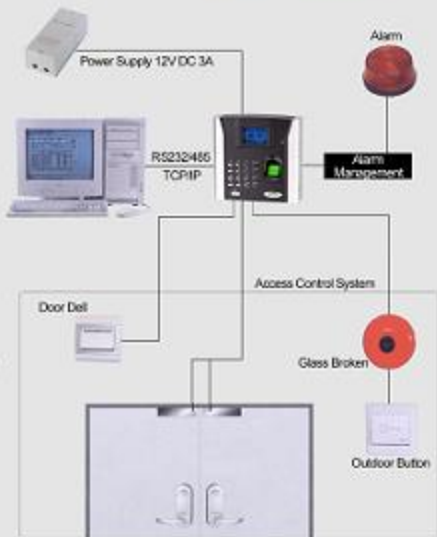 Alarm
Power Supply 12V DC 3A
RS232/485
TCP/IP
Alarm
Management
Access Control System
Door Dell
Glass Broken
Outdoor Button